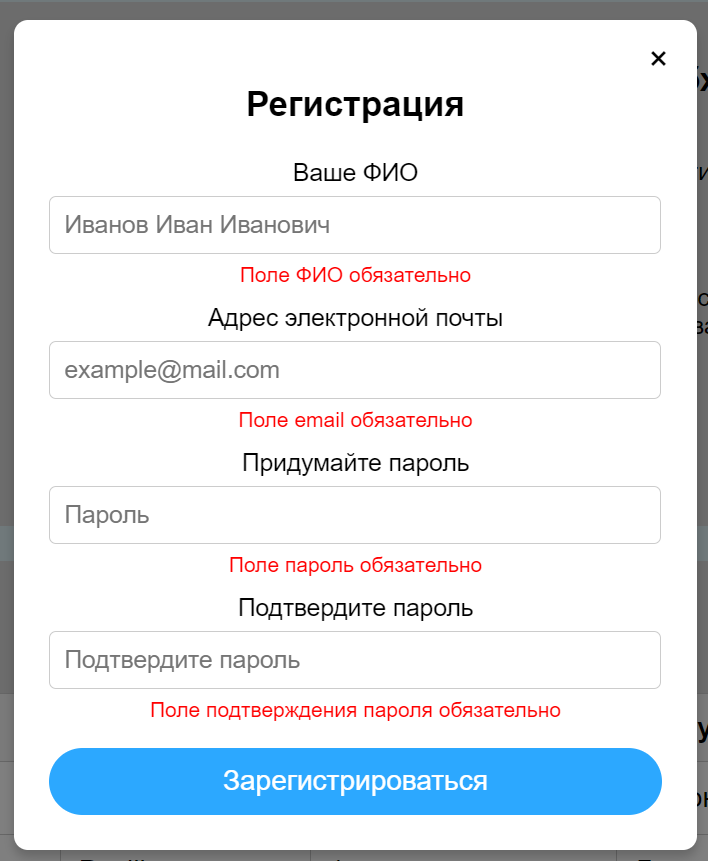 ×
Регистрация
Ваше ФИО
Иванов Иван Иванович
Поле ФИО обязательно
Адрес электронной почты
example@mail.com
Поле email обязательно
Придумайте пароль
Пароль
Поле пароль обязательно
Подтвердите пароль
Подтвердите пароль
Поле подтверждения пароля обязательно
Зарегистрироваться